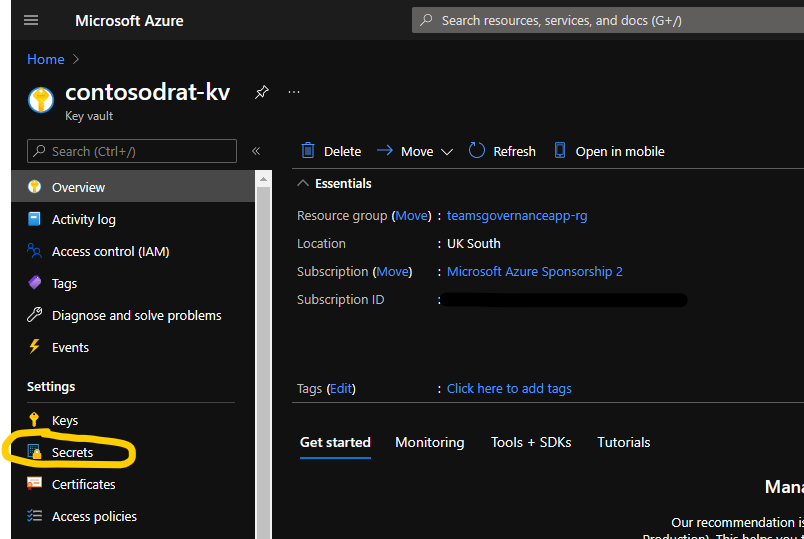 Microsoft Azure
Search resources, services, and docs (G+/)
Home
contosodrat-kv
Key vault
Search (Ctrl+/)
Overview
Activity log
Access control (IAM)
Tags
Diagnose and solve problems
Events
Settings
Keys
Secrets
Certificates
Access policies
Delete Move Refresh Open in mobile
Essentials
Resource group (Move) : teamsgovernanceapp-rg
Location : UK South
Subscription (Move) : Microsoft Azure Sponsorship 2
Subscription ID :
Tags (Edit) : Click here to add tags
Get started Monitoring Tools + SDKs Tutorials
Mana
Our recommendation is
Production). This helps you